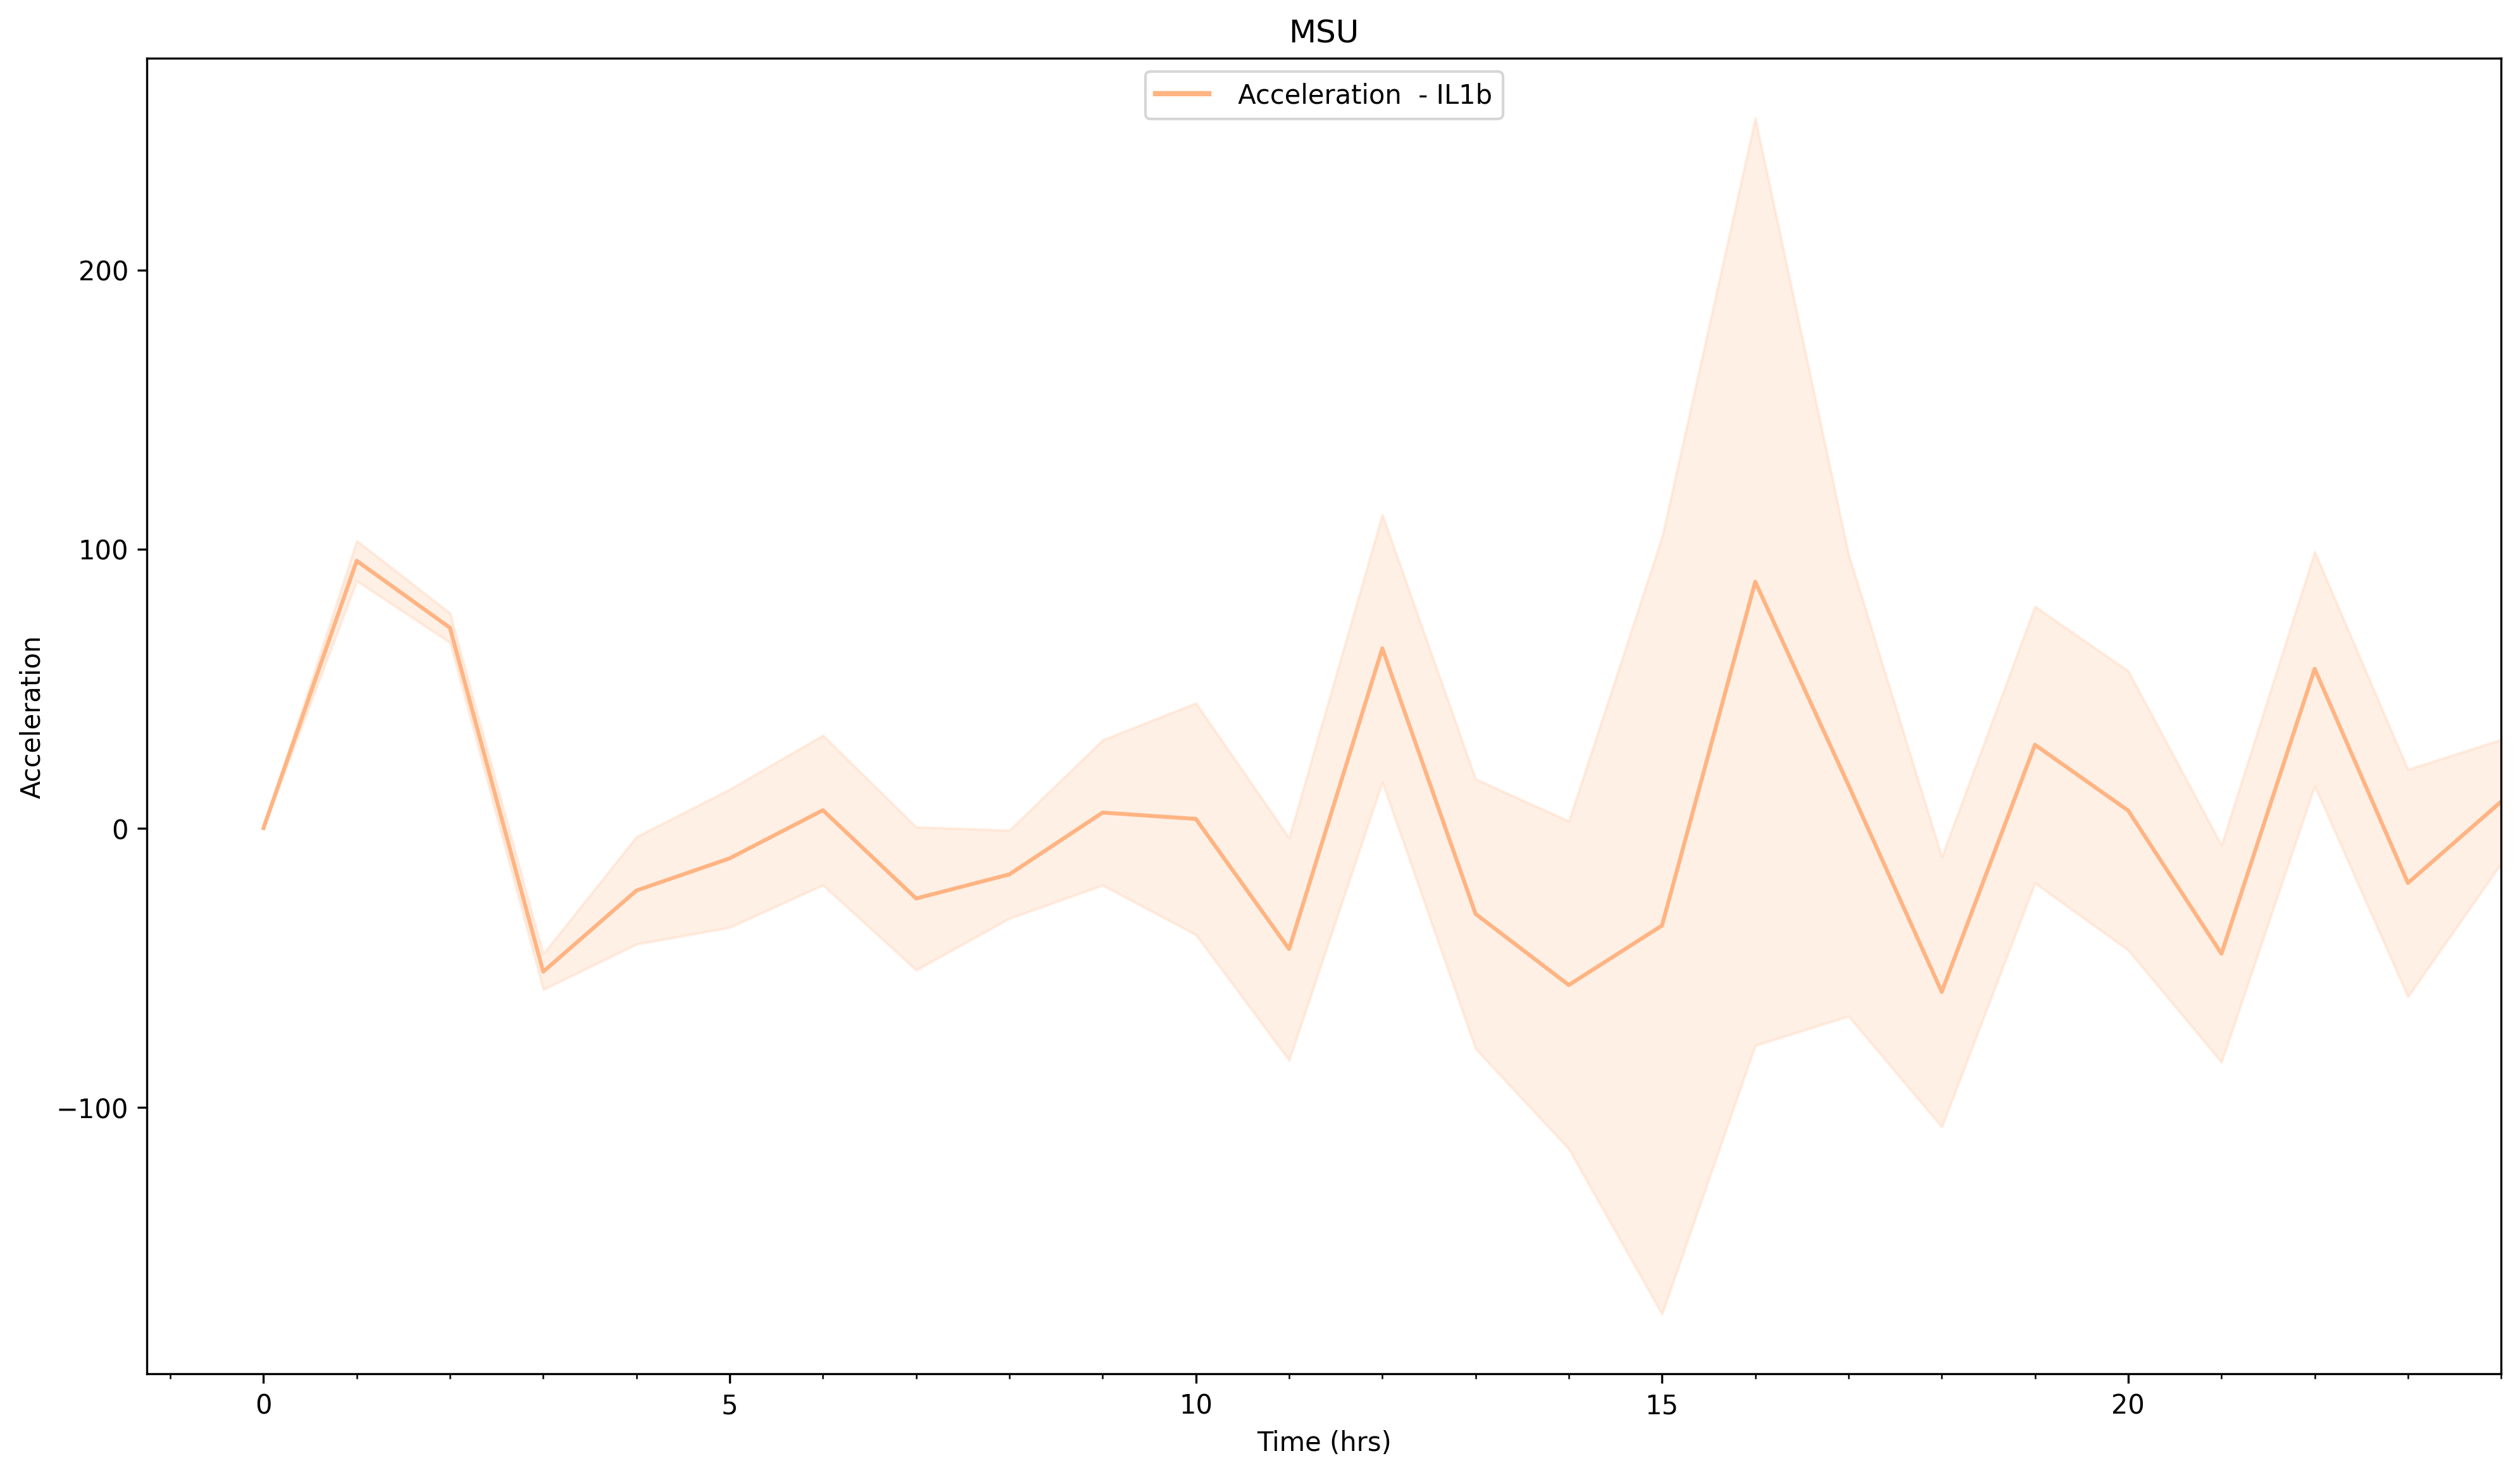 MSU
Acceleration  - IL1b
200
100
0
−100
Acceleration
0 5 10 15 20
Time (hrs)